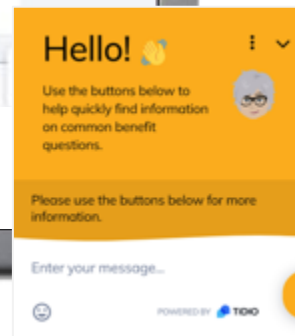 Hello! 👋
Use the buttons below to
help quickly find information
on common benefit
questions.
Please use the buttons below for more
information.
Enter your message...
POWERED BY TIDIO